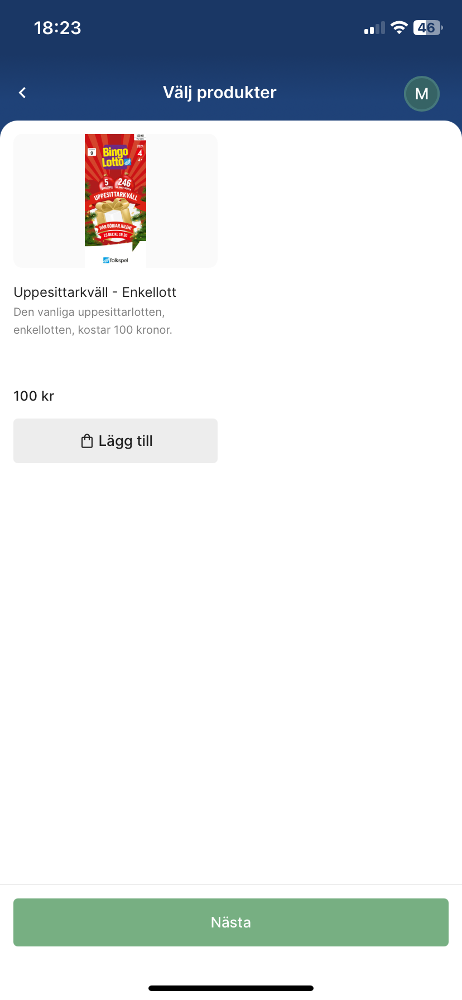 18:23
46
Välj produkter
M
100 KR
9
Bingo
Lotto
2024
4
5
246
UPPESITTARKVÄLL
HÄR BÖRJAR JULEN!
23 DEC KL 19.30
folkspel
Uppesittarkväll - Enkellott
Den vanliga uppesittarlotten,
enkellotten, kostar 100 kronor.
100 kr
Lägg till
Nästa